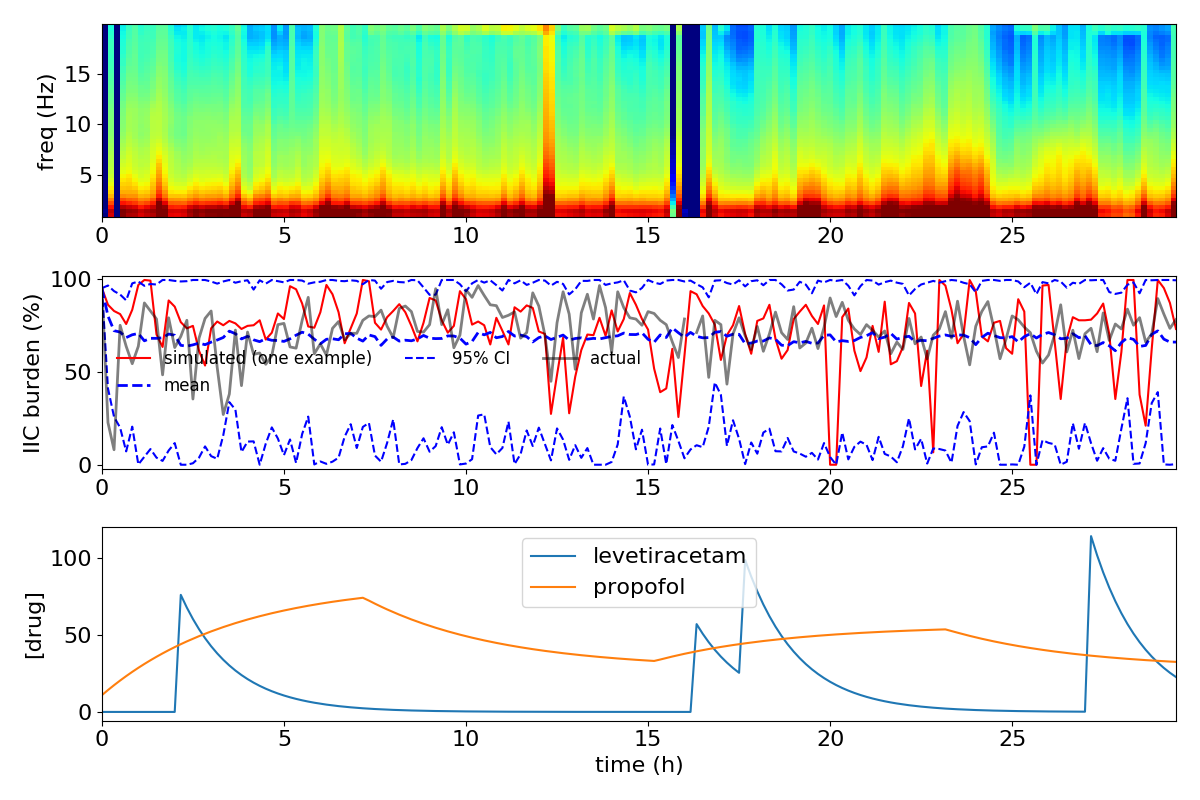 freq (Hz)
15
10
5
0 5 10 15 20 25
IIC burden (%)
100
50
0
simulated (one example) 95% CI actual
mean
0 5 10 15 20 25
[drug]
100
50
0
levetiracetam
propofol
0 5 10 15 20 25
time (h)